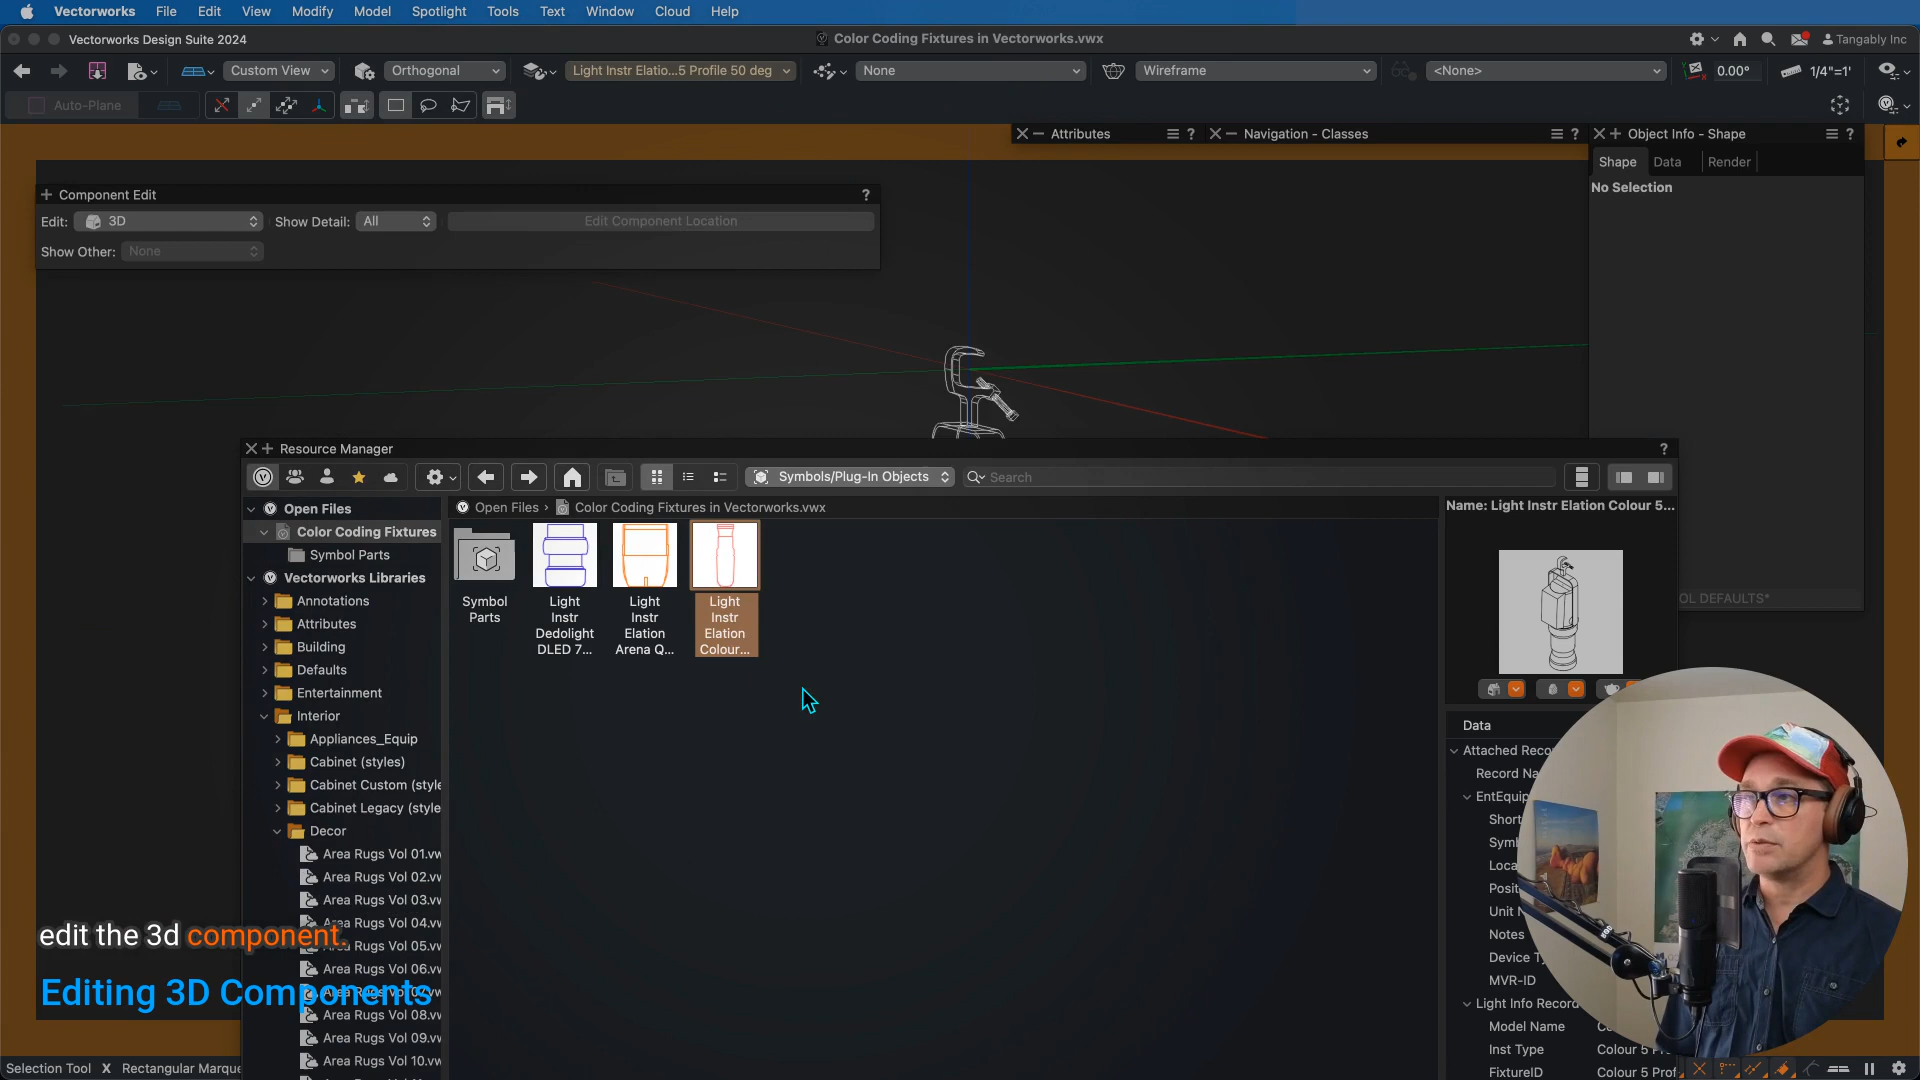 Vectorworks File Edit View Modify Model Spotlight Tools Text Window Cloud Help
Vectorworks Design Suite 2024
Color Coding Fixtures in Vectorworks.vwx
Tangably Inc
Custom View
Orthogonal
Light Instr Elatio...5 Profile 50 deg
None
Wireframe
<None>
0.00°
1/4"=1'
Auto-Plane
Attributes
?
Navigation - Classes
?
Object Info - Shape
?
Shape
Data
Render
No Selection
Component Edit
?
Edit: 3D
Show Detail: All
Edit Component Location
Show Other: None
Resource Manager
?
Symbols/Plug-In Objects
Search
Open Files
Color Coding Fixtures
Symbol Parts
Vectorworks Libraries
Annotations
Attributes
Building
Defaults
Entertainment
Interior
Appliances_Equip
Cabinet (styles)
Cabinet Custom (style
Cabinet Legacy (style
Decor
Area Rugs Vol 01.vw
Area Rugs Vol 02.vw
Area Rugs Vol 03.vw
Area Rugs Vol 04.vw
Area Rugs Vol 05.vw
Area Rugs Vol 06.vw
Area Rugs Vol 08.vw
Area Rugs Vol 09.vw
Area Rugs Vol 10.vw
Open Files › Color Coding Fixtures in Vectorworks.vwx
Symbol
Parts
Light
Instr
Dedolight
DLED 7...
Light
Instr
Elation
Arena Q...
Light
Instr
Elation
Colour...
Name: Light Instr Elation Colour 5...
OL DEFAULTS*
Data
Attached Reco
Record Na
EntEquip
Short
Symb
Loca
Posit
Unit N
Notes
Device Ty
MVR-ID
Light Info Record
Model Name
Inst Type Colour 5 Pro
FixtureID Colour 5 Prof
edit the 3d component.
Editing 3D Components
Selection Tool X Rectangular Marque